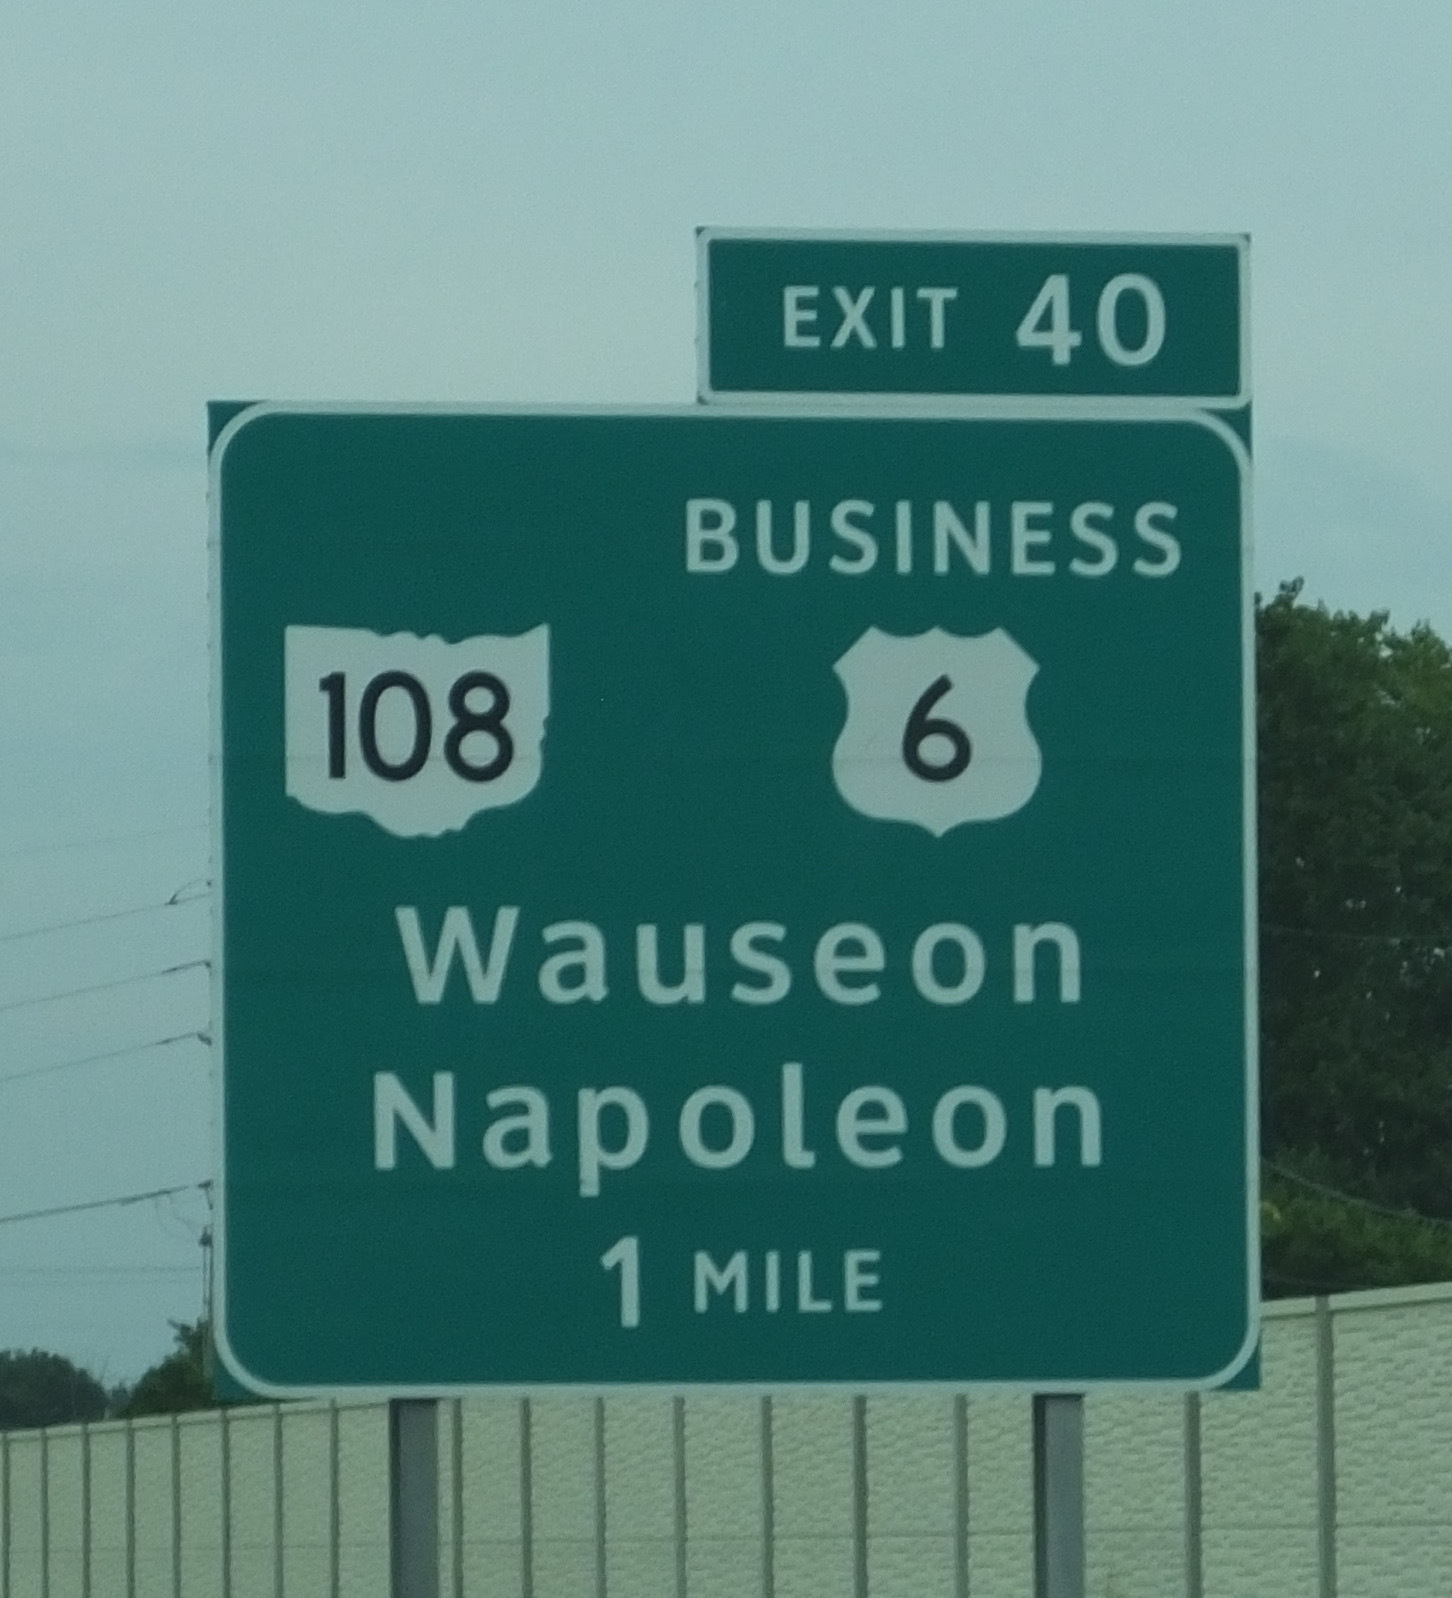 EXIT 40
BUSINESS
108 6
Wauseon
Napoleon
1 MILE